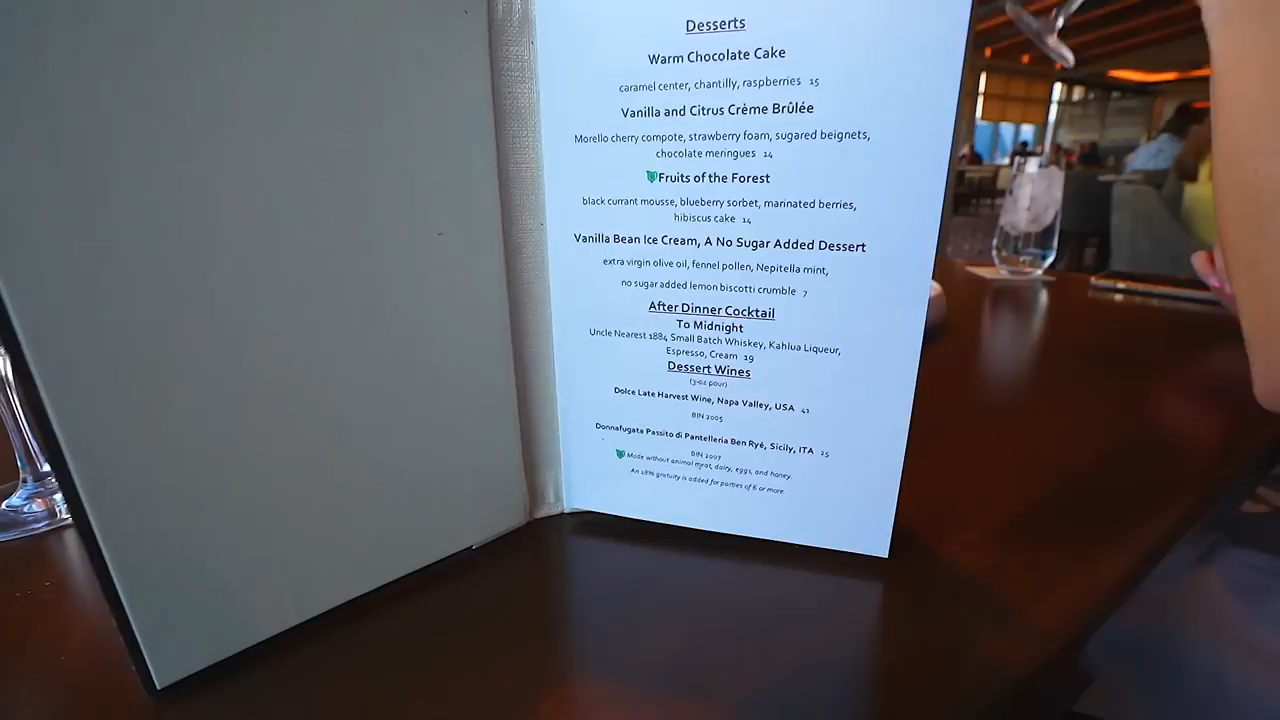 Desserts
Warm Chocolate Cake
caramel center, chantilly, raspberries 15
Vanilla and Citrus Crème Brûlée
Morello cherry compote, strawberry foam, sugared beignets,
chocolate meringues 14
Fruits of the Forest
black currant mousse, blueberry sorbet, marinated berries,
hibiscus cake 14
Vanilla Bean Ice Cream, A No Sugar Added Dessert
extra virgin olive oil, fennel pollen, Nepitella mint,
no sugar added lemon biscotti crumble 7
After Dinner Cocktail
To Midnight
Uncle Nearest 1884 Small Batch Whiskey, Kahlua Liqueur,
Espresso, Cream 19
Dessert Wines
(3-oz pour)
Dolce Late Harvest Wine, Napa Valley, USA 41
BIN 2005
Donnafugata Passito di Pantelleria Ben Ryé, Sicily, ITA 25
BIN 2007
Made without animal meat, dairy, eggs, and honey.
An 18% gratuity is added for parties of 6 or more.